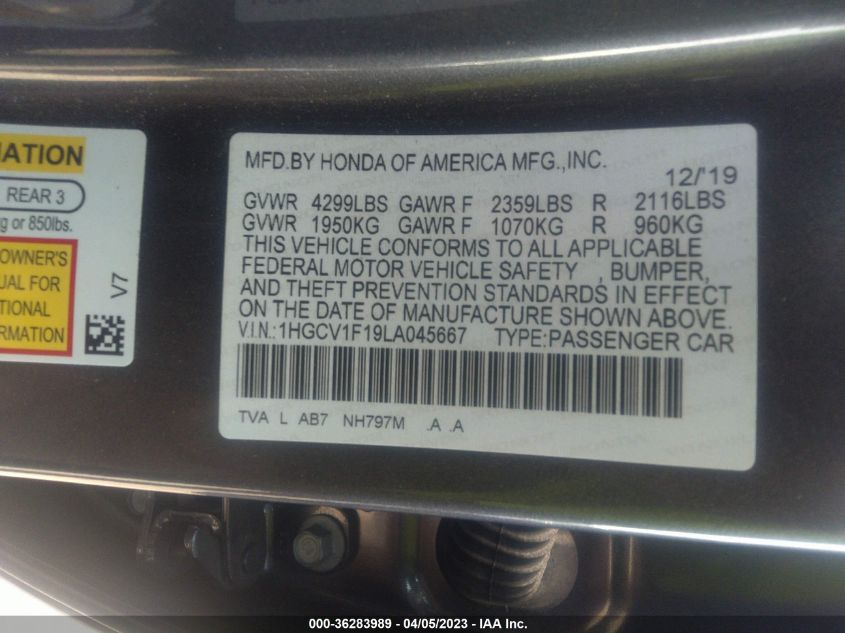 MATION
REAR 3
g or 850lbs.
OWNER'S
UAL FOR
TIONAL
RMATION
V7
MFD.BY HONDA OF AMERICA MFG.,INC.
12/'19
GVWR 4299LBS GAWR F 2359LBS R 2116LBS
GVWR 1950KG GAWR F 1070KG R 960KG
THIS VEHICLE CONFORMS TO ALL APPLICABLE
FEDERAL MOTOR VEHICLE SAFETY , BUMPER,
AND THEFT PREVENTION STANDARDS IN EFFECT
ON THE DATE OF MANUFACTURE SHOWN ABOVE.
V.I.N.:1HGCV1F19LA045667 TYPE:PASSENGER CAR
TVA L AB7 NH797M .A .A
000-36283989 - 04/05/2023 - IAA Inc.